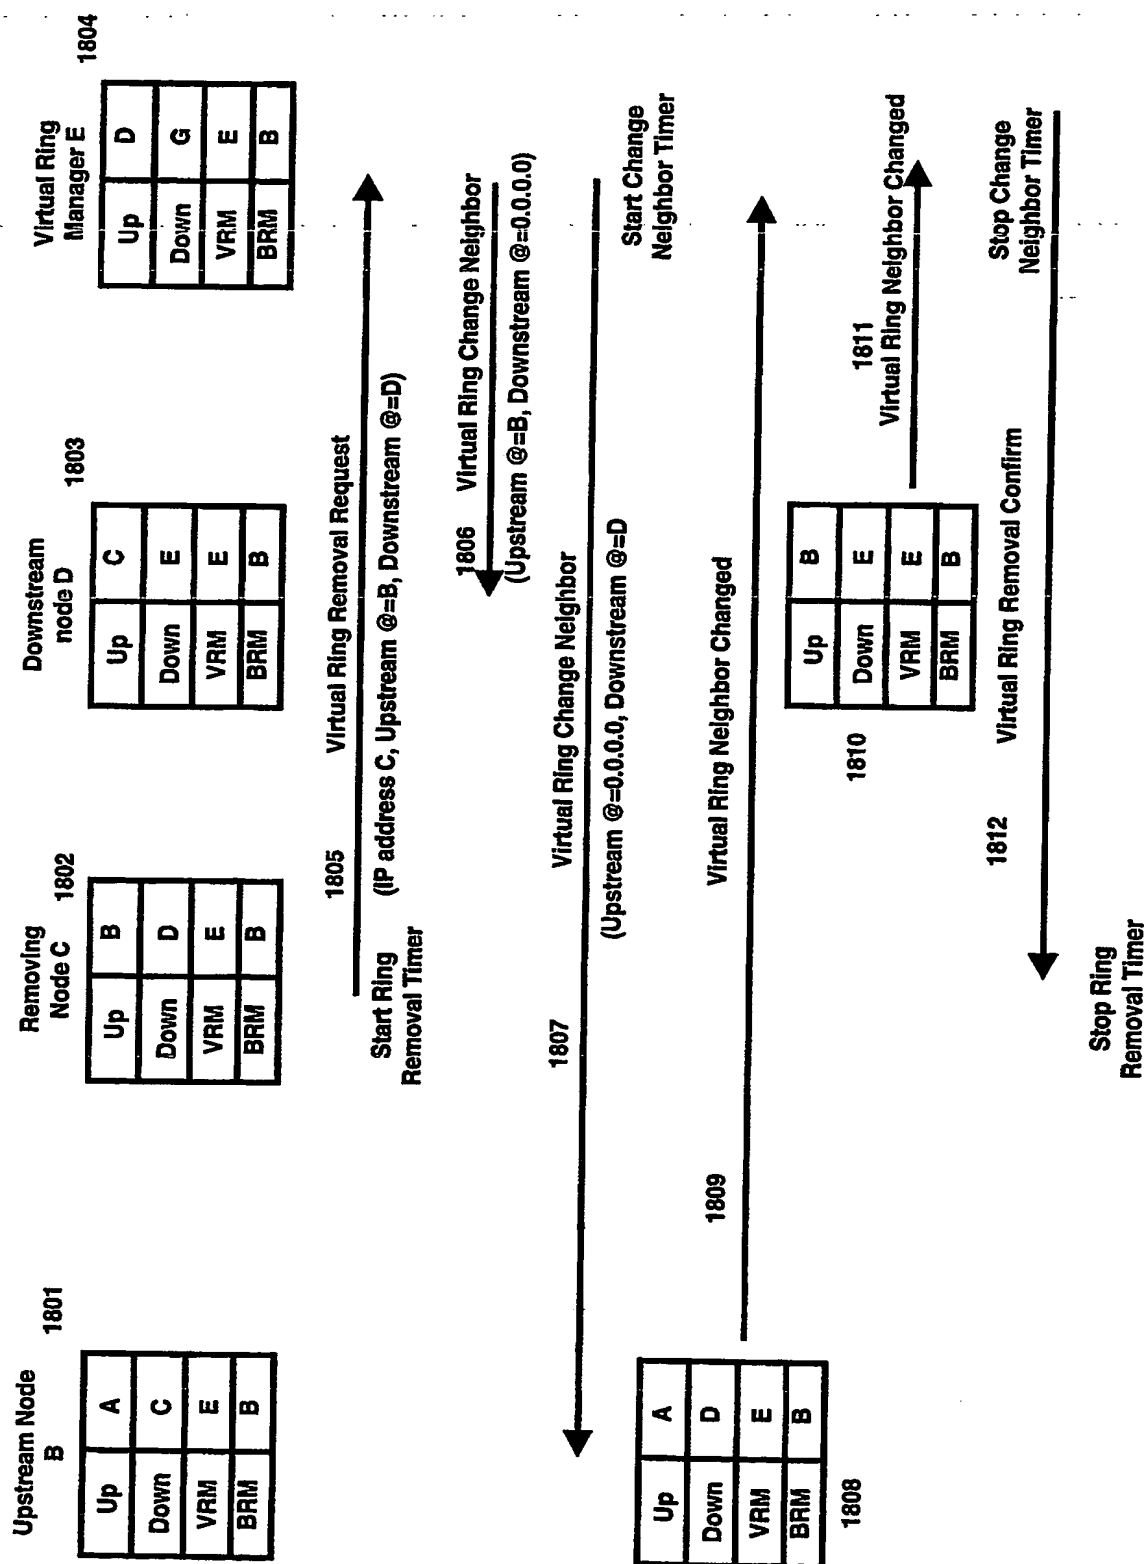 Upstream Node
B
1801
Up A
Down C
VRM E
BRM B
Removing
Node C
1802
Up B
Down D
VRM E
BRM B
Downstream
node D
1803
Up C
Down E
VRM E
BRM B
Virtual Ring
Manager E
1804
Up D
Down G
VRM E
BRM B
1805
Virtual Ring Removal Request
Start Ring
Removal Timer
(IP address C, Upstream @=B, Downstream @=D)
1806
Virtual Ring Change Neighbor
(Upstream @=B, Downstream @=0.0.0.0)
1807
Virtual Ring Change Neighbor
(Upstream @=0.0.0.0, Downstream @=D
Start Change
Neighbor Timer
Up A
Down D
VRM E
BRM B
1808
1809
Virtual Ring Neighbor Changed
Up B
Down E
VRM E
BRM B
1810
1811
Virtual Ring Neighbor Changed
1812
Virtual Ring Removal Confirm
Stop Change
Neighbor Timer
Stop Ring
Removal Timer